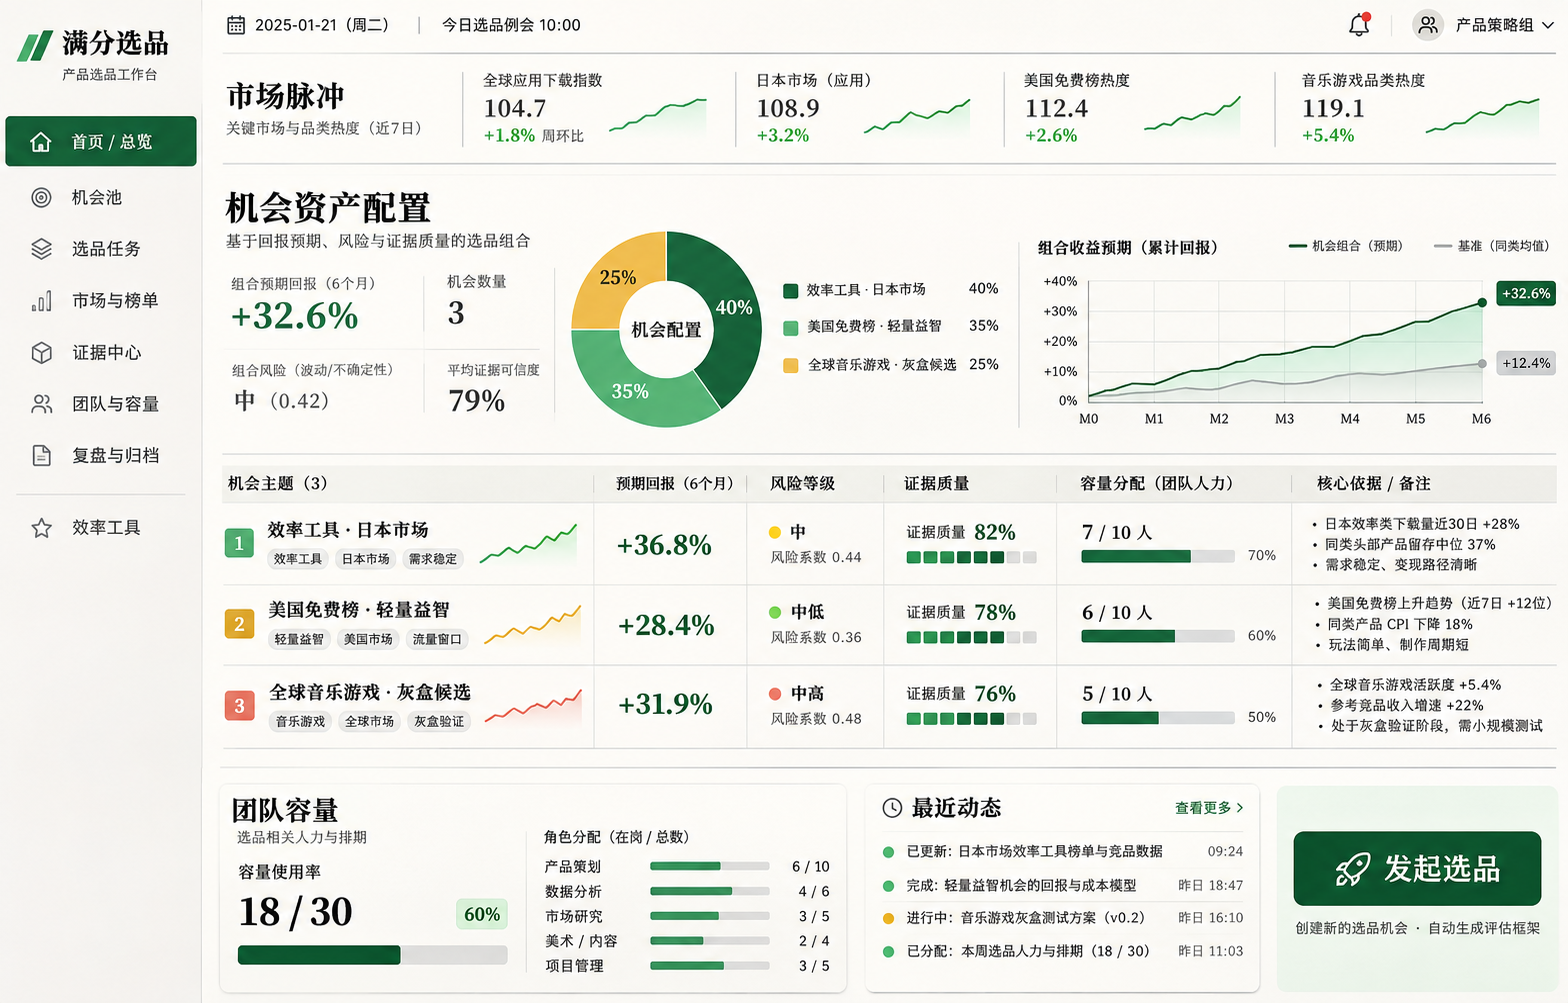 满分选品
产品选品工作台
首页 / 总览
机会池
选品任务
市场与榜单
证据中心
团队与容量
复盘与归档
效率工具
2025-01-21（周二） | 今日选品例会 10:00
产品策略组
市场脉冲
关键市场与品类热度（近7日）
全球应用下载指数
104.7
+1.8% 周环比
日本市场（应用）
108.9
+3.2%
美国免费榜热度
112.4
+2.6%
音乐游戏品类热度
119.1
+5.4%
机会资产配置
基于回报预期、风险与证据质量的选品组合
组合预期回报（6个月）
+32.6%
机会数量
3
组合风险（波动/不确定性）
中（0.42）
平均证据可信度
79%
25%
40%
机会配置
35%
效率工具 · 日本市场 40%
美国免费榜 · 轻量益智 35%
全球音乐游戏 · 灰盒候选 25%
组合收益预期（累计回报）
机会组合（预期）
基准（同类均值）
+40%
+30%
+20%
+10%
0%
M0 M1 M2 M3 M4 M5 M6
+32.6%
+12.4%
机会主题（3） 预期回报（6个月） 风险等级 证据质量 容量分配（团队人力） 核心依据 / 备注
1
效率工具 · 日本市场
效率工具 日本市场 需求稳定
+36.8%
中
风险系数 0.44
证据质量 82%
7 / 10 人
70%
• 日本效率类下载量近30日 +28%
• 同类头部产品留存中位 37%
• 需求稳定、变现路径清晰
2
美国免费榜 · 轻量益智
轻量益智 美国市场 流量窗口
+28.4%
中低
风险系数 0.36
证据质量 78%
6 / 10 人
60%
• 美国免费榜上升趋势（近7日 +12位）
• 同类产品 CPI 下降 18%
• 玩法简单、制作周期短
3
全球音乐游戏 · 灰盒候选
音乐游戏 全球市场 灰盒验证
+31.9%
中高
风险系数 0.48
证据质量 76%
5 / 10 人
50%
• 全球音乐游戏活跃度 +5.4%
• 参考竞品收入增速 +22%
• 处于灰盒验证阶段，需小规模测试
团队容量
选品相关人力与排期
容量使用率
18 / 30
60%
角色分配（在岗 / 总数）
产品策划 6 / 10
数据分析 4 / 6
市场研究 3 / 5
美术 / 内容 2 / 4
项目管理 3 / 5
最近动态
查看更多 >
已更新：日本市场效率工具榜单与竞品数据 09:24
完成：轻量益智机会的回报与成本模型 昨日 18:47
进行中：音乐游戏灰盒测试方案（v0.2） 昨日 16:10
已分配：本周选品人力与排期（18 / 30） 昨日 11:03
发起选品
创建新的选品机会 · 自动生成评估框架